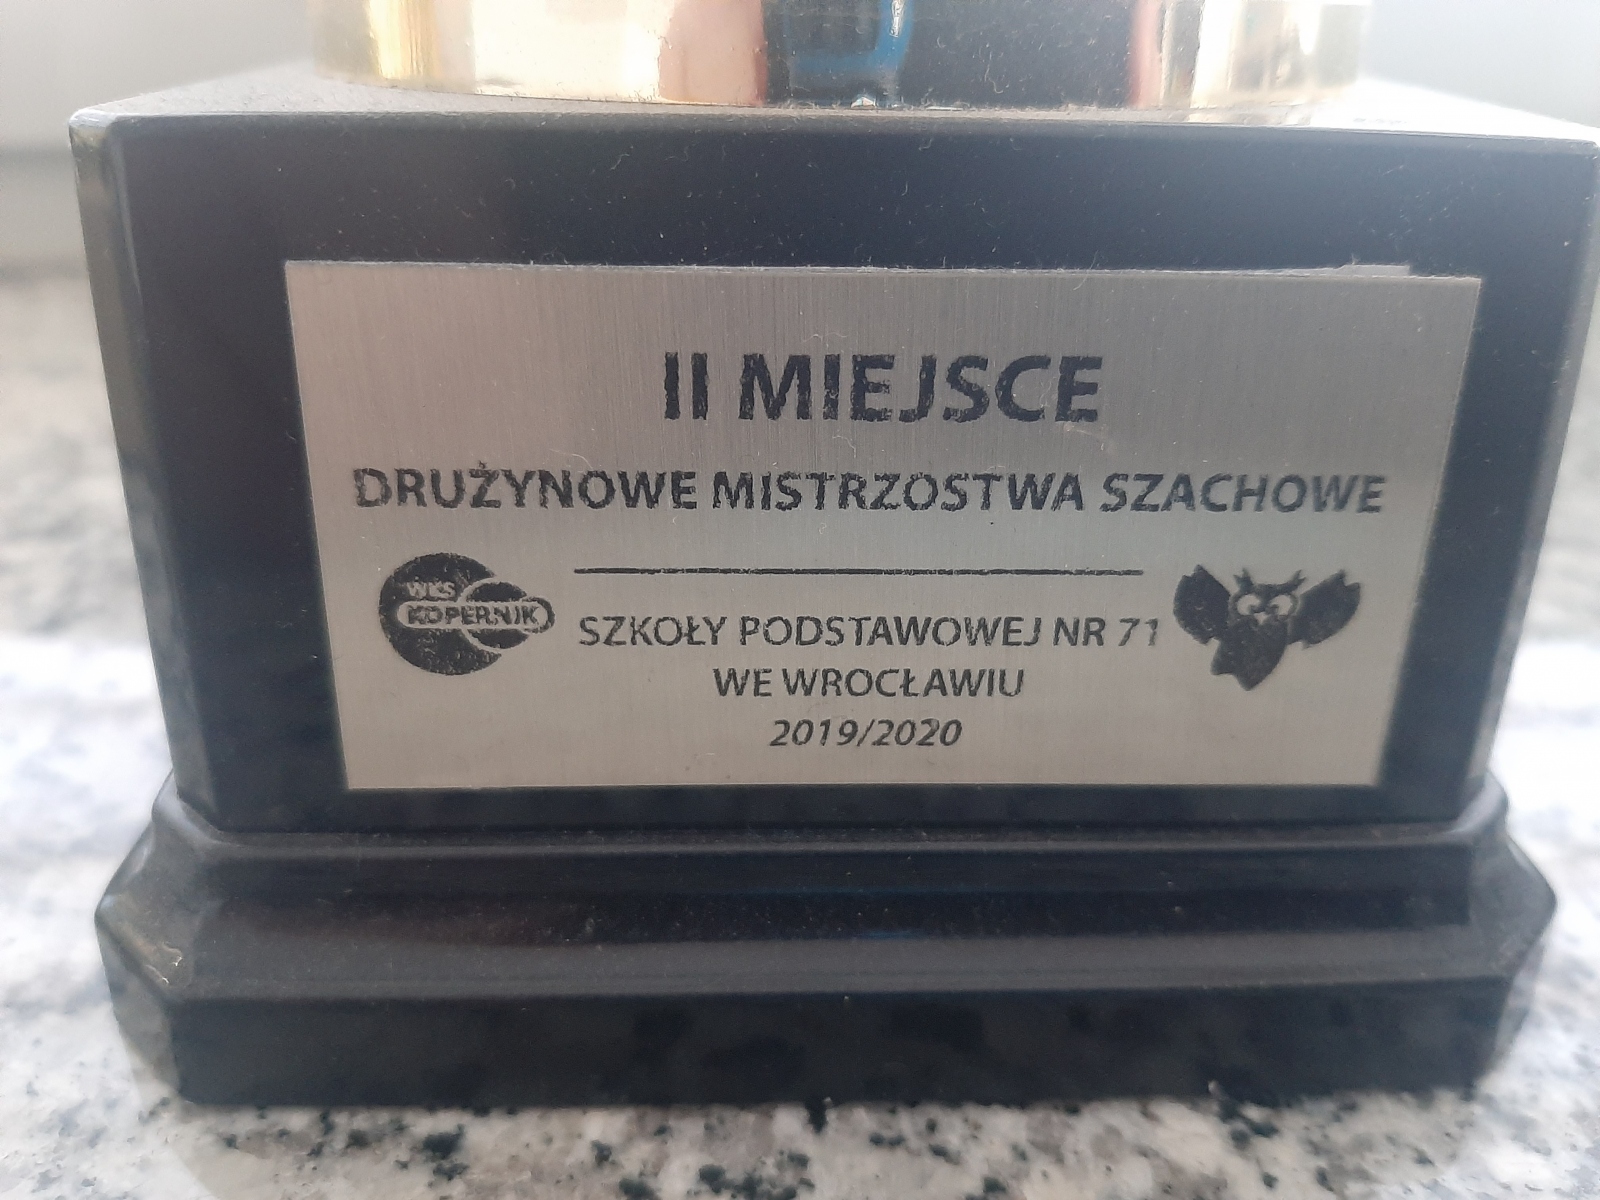 II MIEJSCE
DRUŻYNOWE MISTRZOSTWA SZACHOWE
WKS
KOPERNIK
SZKOŁY PODSTAWOWEJ NR 71
WE WROCŁAWIU
2019/2020